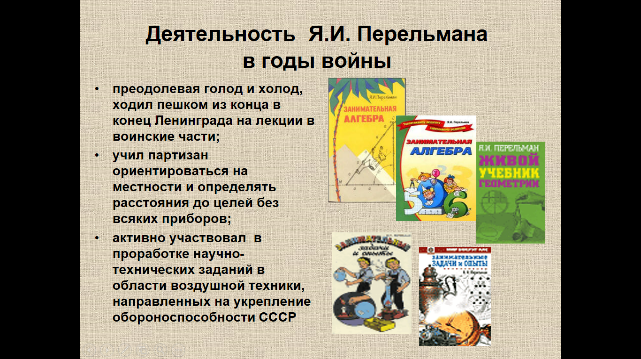 Деятельность Я.И. Перельмана
в годы войны
• преодолевая голод и холод,
ходил пешком из конца в
конец Ленинграда на лекции в
воинские части;
• учил партизан
ориентироваться на
местности и определять
расстояния до целей без
всяких приборов;
• активно участвовал в
проработке научно-
технических заданий в
области воздушной техники,
направленных на укрепление
обороноспособности СССР
ЗАНИМАТЕЛЬНАЯ
АЛГЕБРА
ЗАНИМАТЕЛЬНАЯ
АЛГЕБРА
Я.И. ПЕРЕЛЬМАН
ЖИВОЙ
УЧЕБНИК
ГЕОМЕТРИИ
ЗАНИМАТЕЛЬНЫЕ
задачи и
опыты
ЗАНИМАТЕЛЬНЫЕ
ЗАДАЧИ И ОПЫТЫ